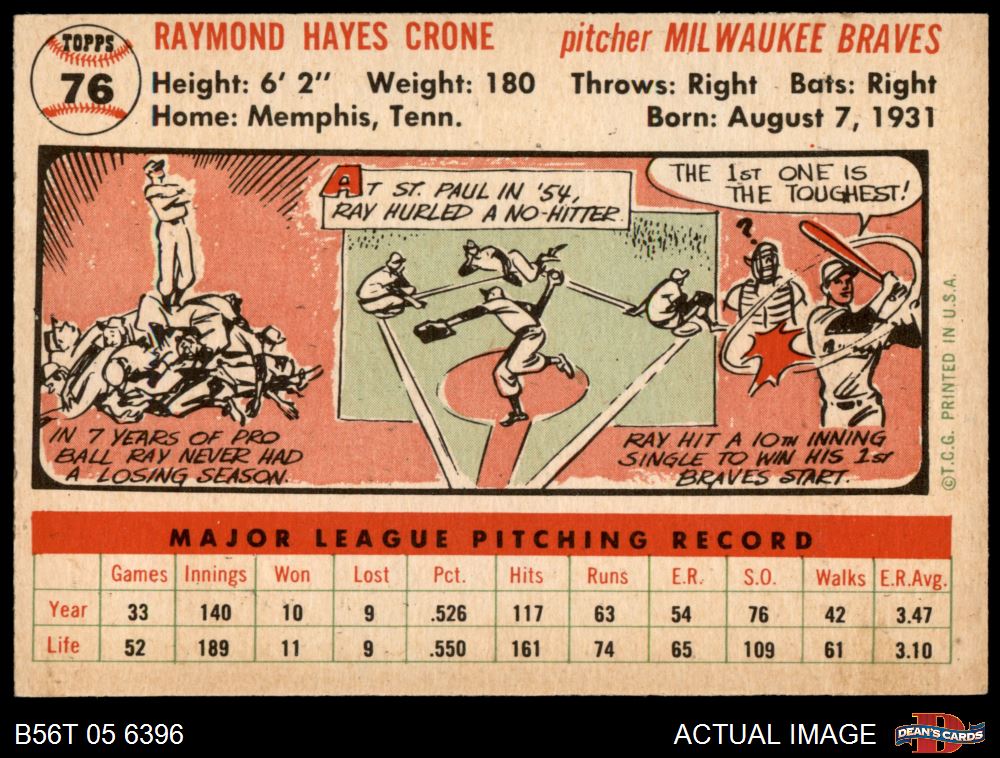 TOPPS
76
RAYMOND HAYES CRONE
pitcher MILWAUKEE BRAVES
Height: 6' 2" Weight: 180 Throws: Right Bats: Right
Home: Memphis, Tenn. Born: August 7, 1931
IN 7 YEARS OF PRO
BALL RAY NEVER HAD
A LOSING SEASON.
AT ST. PAUL IN '54,
RAY HURLED A NO-HITTER.
THE 1ST ONE IS
THE TOUGHEST!
?
RAY HIT A 10TH INNING
SINGLE TO WIN HIS 1ST
BRAVES START.
©T.C.G. PRINTED IN U.S.A.
MAJOR LEAGUE PITCHING RECORD
Games Innings Won Lost Pct. Hits Runs E.R. S.O. Walks E.R.Avg.
Year 33 140 10 9 .526 117 63 54 76 42 3.47
Life 52 189 11 9 .550 161 74 65 109 61 3.10
B56T 05 6396
ACTUAL IMAGE
D
DEAN'S CARDS